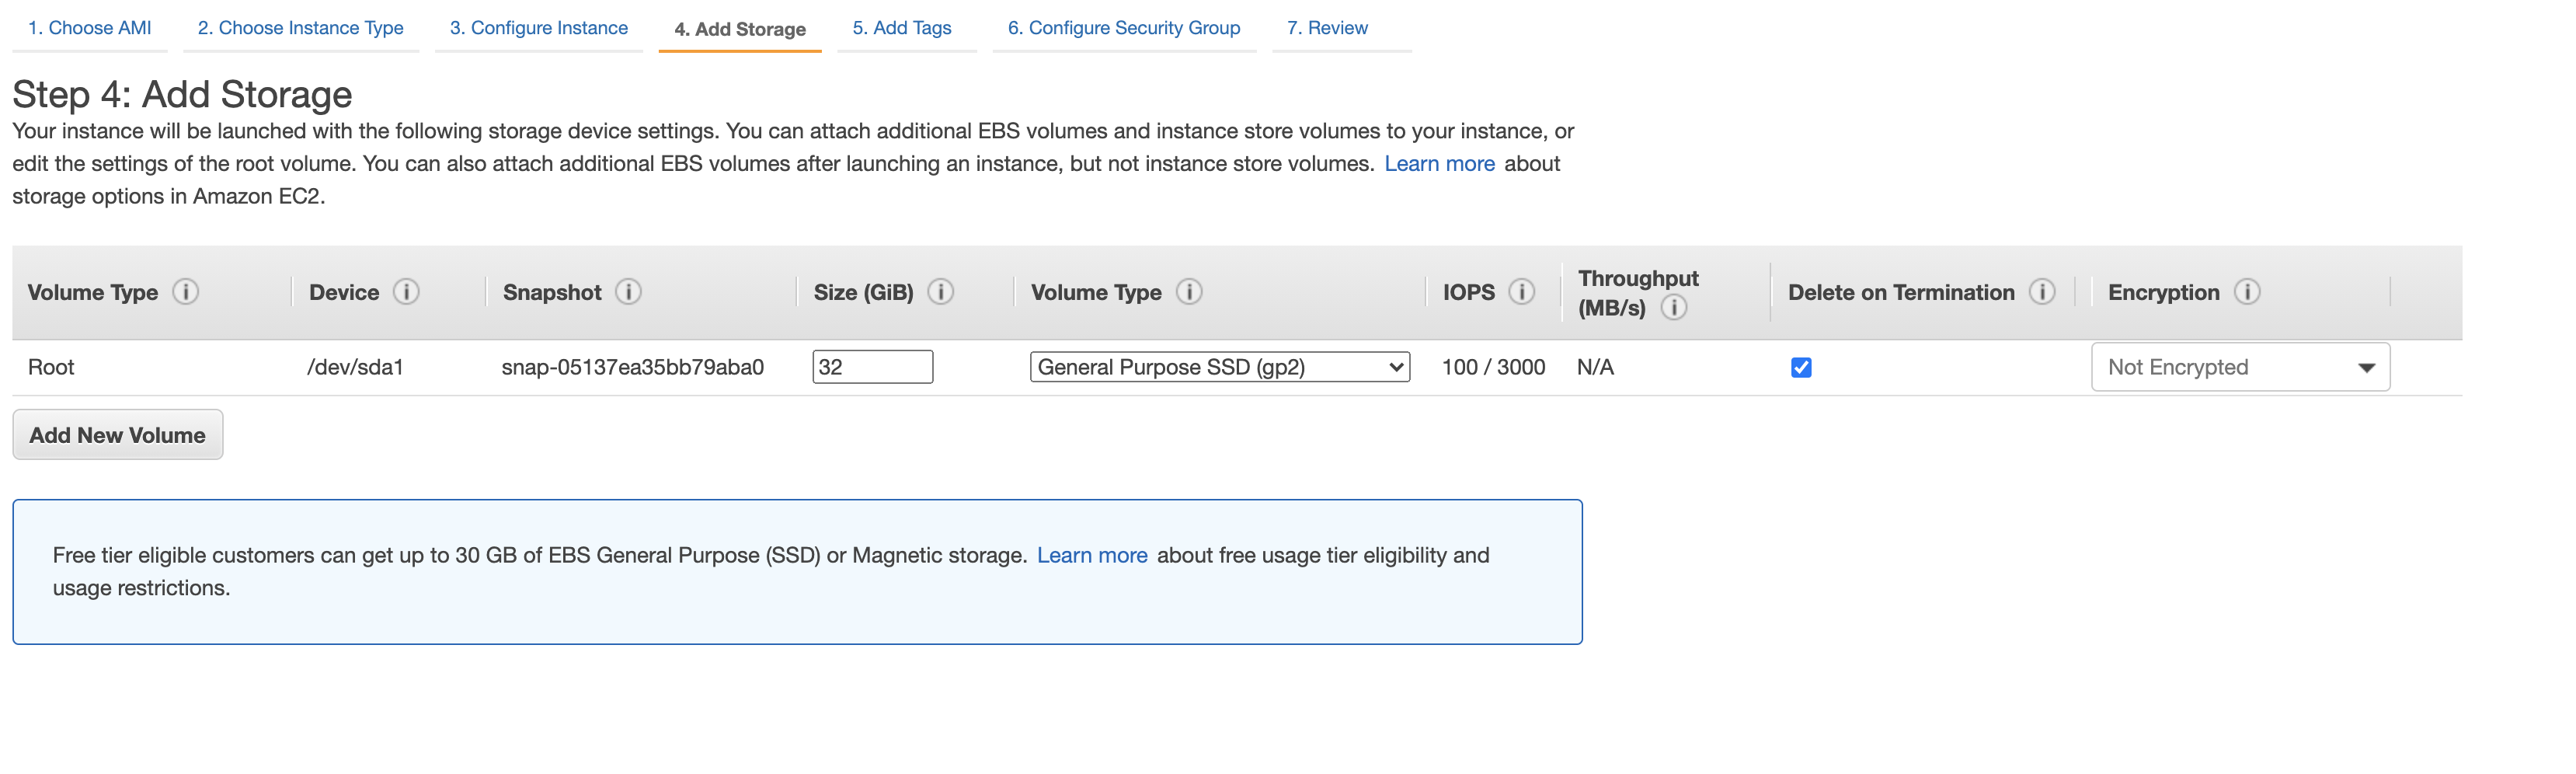 1. Choose AMI 2. Choose Instance Type 3. Configure Instance 4. Add Storage 5. Add Tags 6. Configure Security Group 7. Review
Step 4: Add Storage
Your instance will be launched with the following storage device settings. You can attach additional EBS volumes and instance store volumes to your instance, or
edit the settings of the root volume. You can also attach additional EBS volumes after launching an instance, but not instance store volumes. Learn more about
storage options in Amazon EC2.
Volume Type Device Snapshot Size (GiB) Volume Type IOPS Throughput (MB/s) Delete on Termination Encryption
Root /dev/sda1 snap-05137ea35bb79aba0 32 General Purpose SSD (gp2) 100 / 3000 N/A Not Encrypted
Add New Volume
Free tier eligible customers can get up to 30 GB of EBS General Purpose (SSD) or Magnetic storage. Learn more about free usage tier eligibility and
usage restrictions.